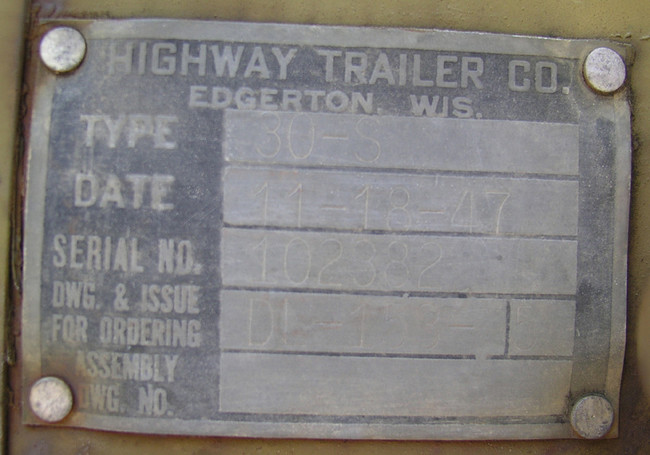 HIGHWAY TRAILER CO.
EDGERTON, WIS.
TYPE 30-S
DATE 11-18-47
SERIAL NO. 102382
DWG. & ISSUE
FOR ORDERING
ASSEMBLY
DWG. NO.